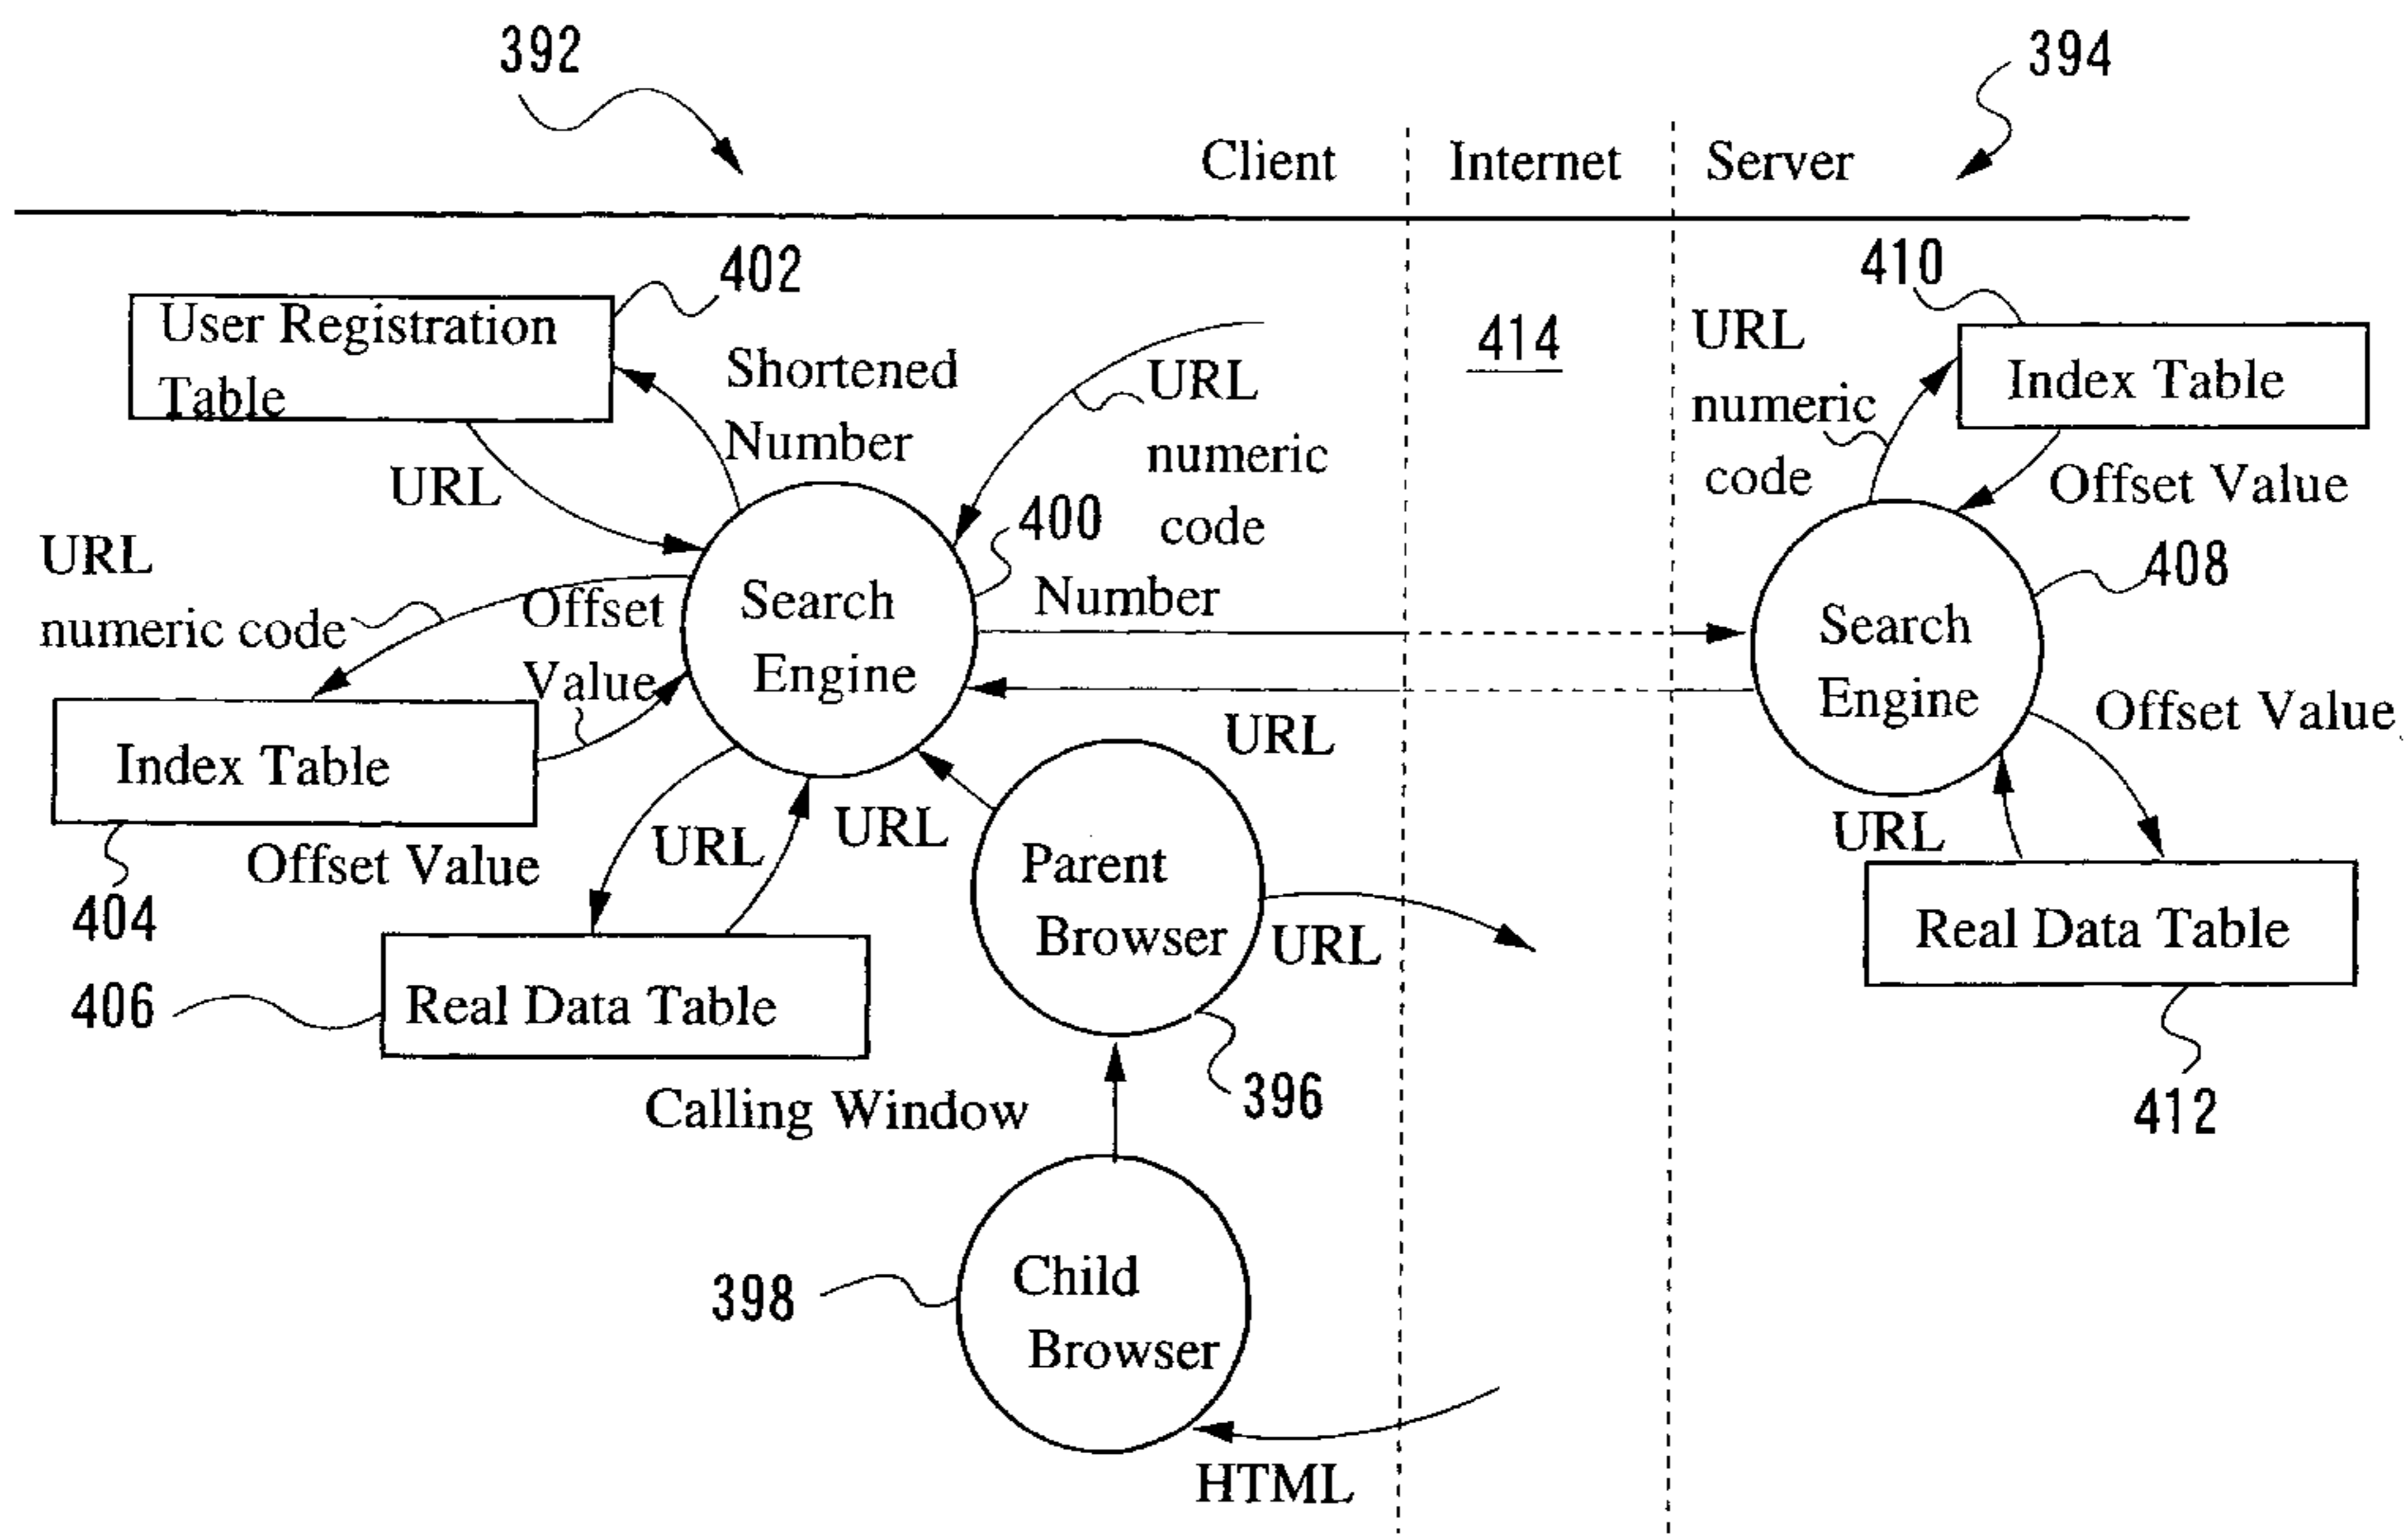 392
394
Client
Internet
Server
402
410
User Registration
Table
Shortened
Number
URL
numeric
code
414
URL
numeric
code
Index Table
Offset Value
URL
400
408
URL
numeric code
Offset
Value
Search
Engine
Number
Search
Engine
URL
Offset Value
Index Table
404
Offset Value
URL
URL
Parent
Browser
URL
URL
Real Data Table
412
406
Real Data Table
Calling Window
396
398
Child
Browser
HTML